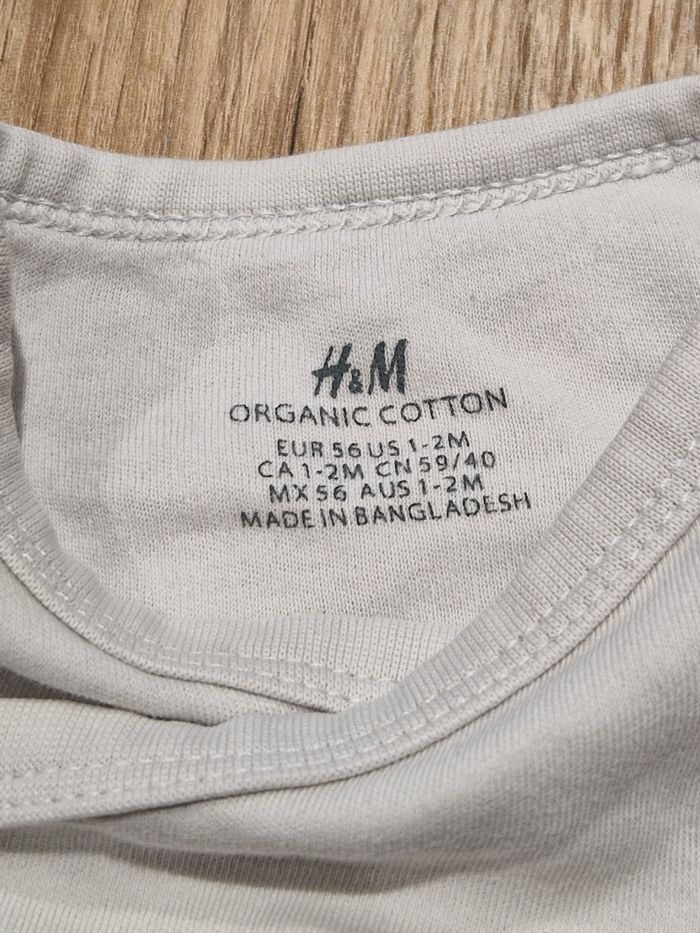 H&M
ORGANIC COTTON
EUR 56 US 1-2M
CA 1-2M CN 59/40
MX 56 AUS 1-2M
MADE IN BANGLADESH